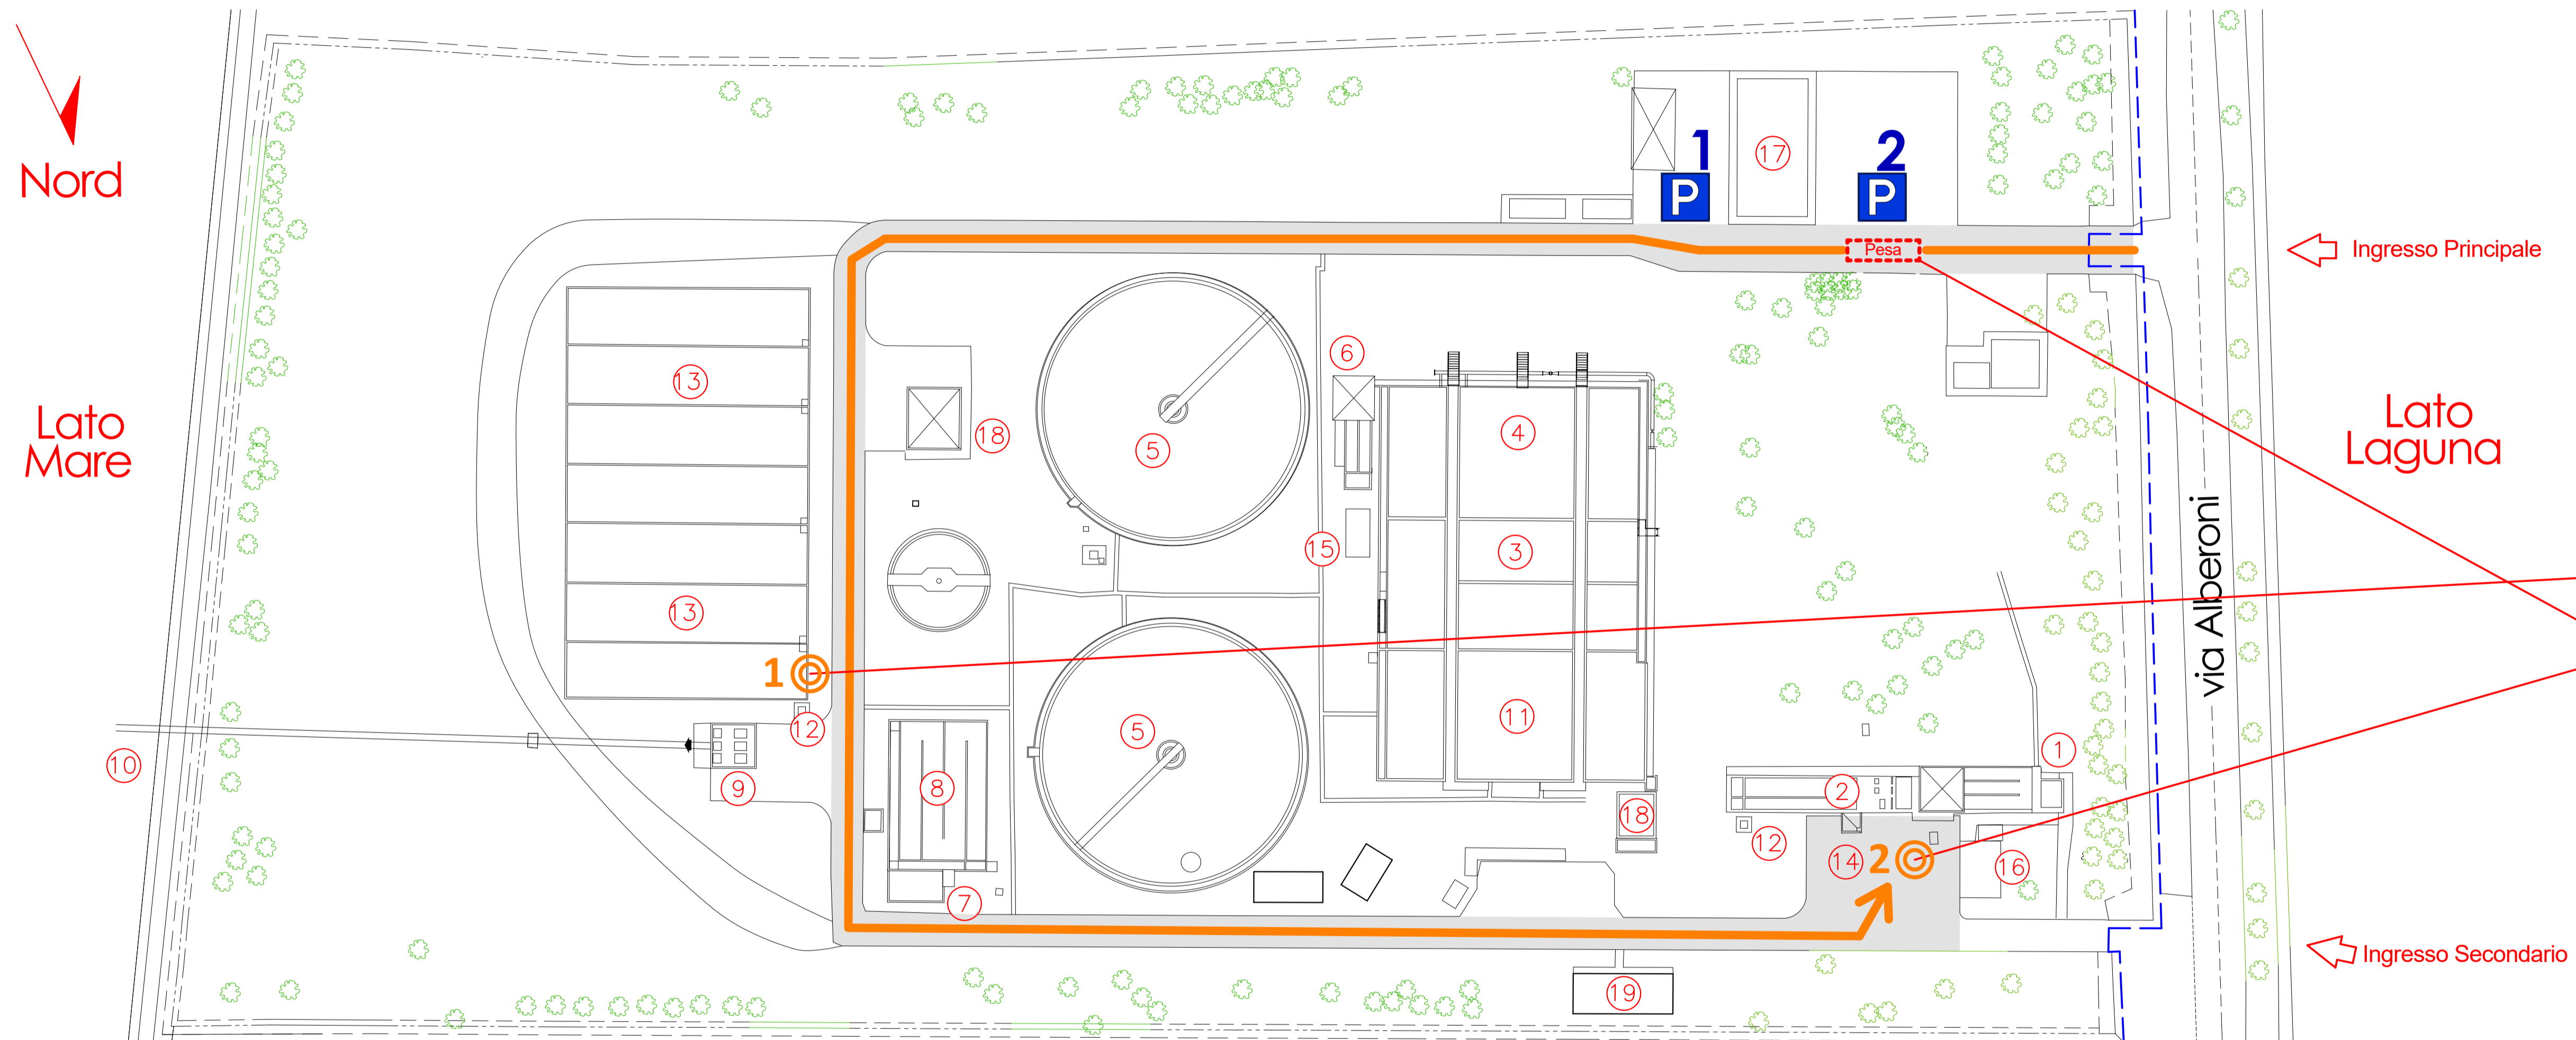 Nord
1
2
P
17
P
Pesa
Ingresso Principale
6
13
Lato
Mare
18
5
4
Lato
Laguna
15
3
via Alberoni
13
1
12
5
11
1
10
9
8
2
18
12
14
2
16
7
Ingresso Secondario
19